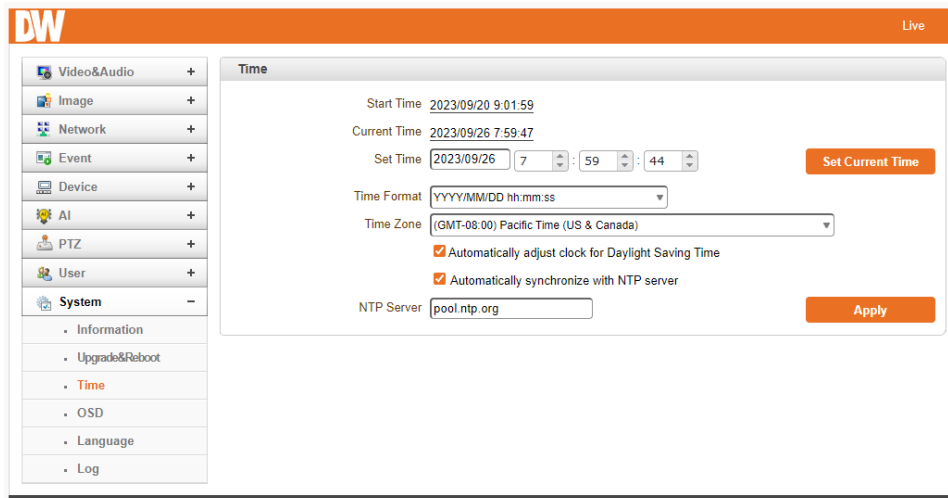 DW
Live
Video&Audio +
Image +
Network +
Event +
Device +
AI +
PTZ +
User +
System −
Information
Upgrade&Reboot
Time
OSD
Language
Log
Time
Start Time 2023/09/20 9:01:59
Current Time 2023/09/26 7:59:47
Set Time 2023/09/26 7 : 59 : 44 Set Current Time
Time Format YYYY/MM/DD hh:mm:ss
Time Zone (GMT-08:00) Pacific Time (US & Canada)
Automatically adjust clock for Daylight Saving Time
Automatically synchronize with NTP server
NTP Server pool.ntp.org Apply